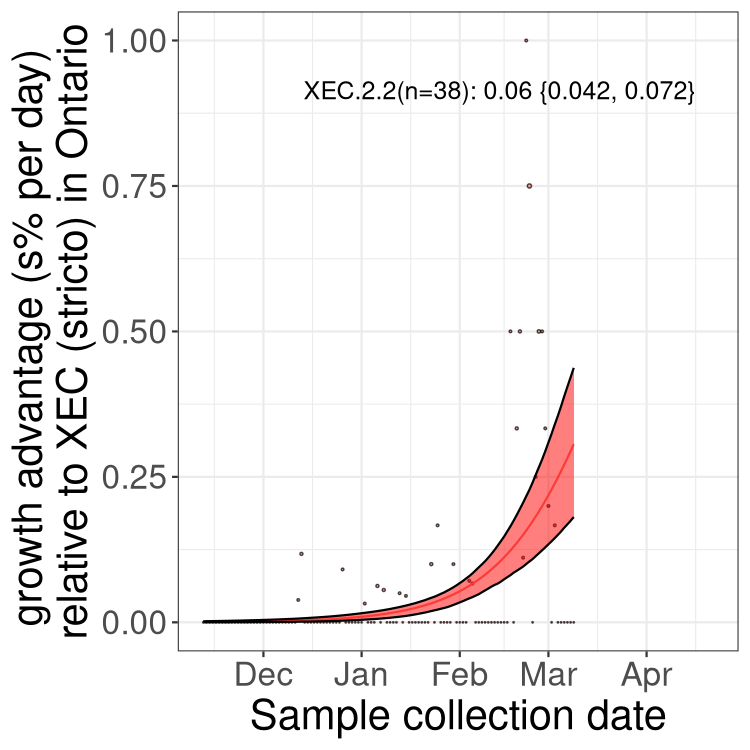 growth advantage (s% per day)
relative to XEC (stricto) in Ontario
1.00
0.75
0.50
0.25
0.00
XEC.2.2(n=38): 0.06 {0.042, 0.072}
Dec Jan Feb Mar Apr
Sample collection date